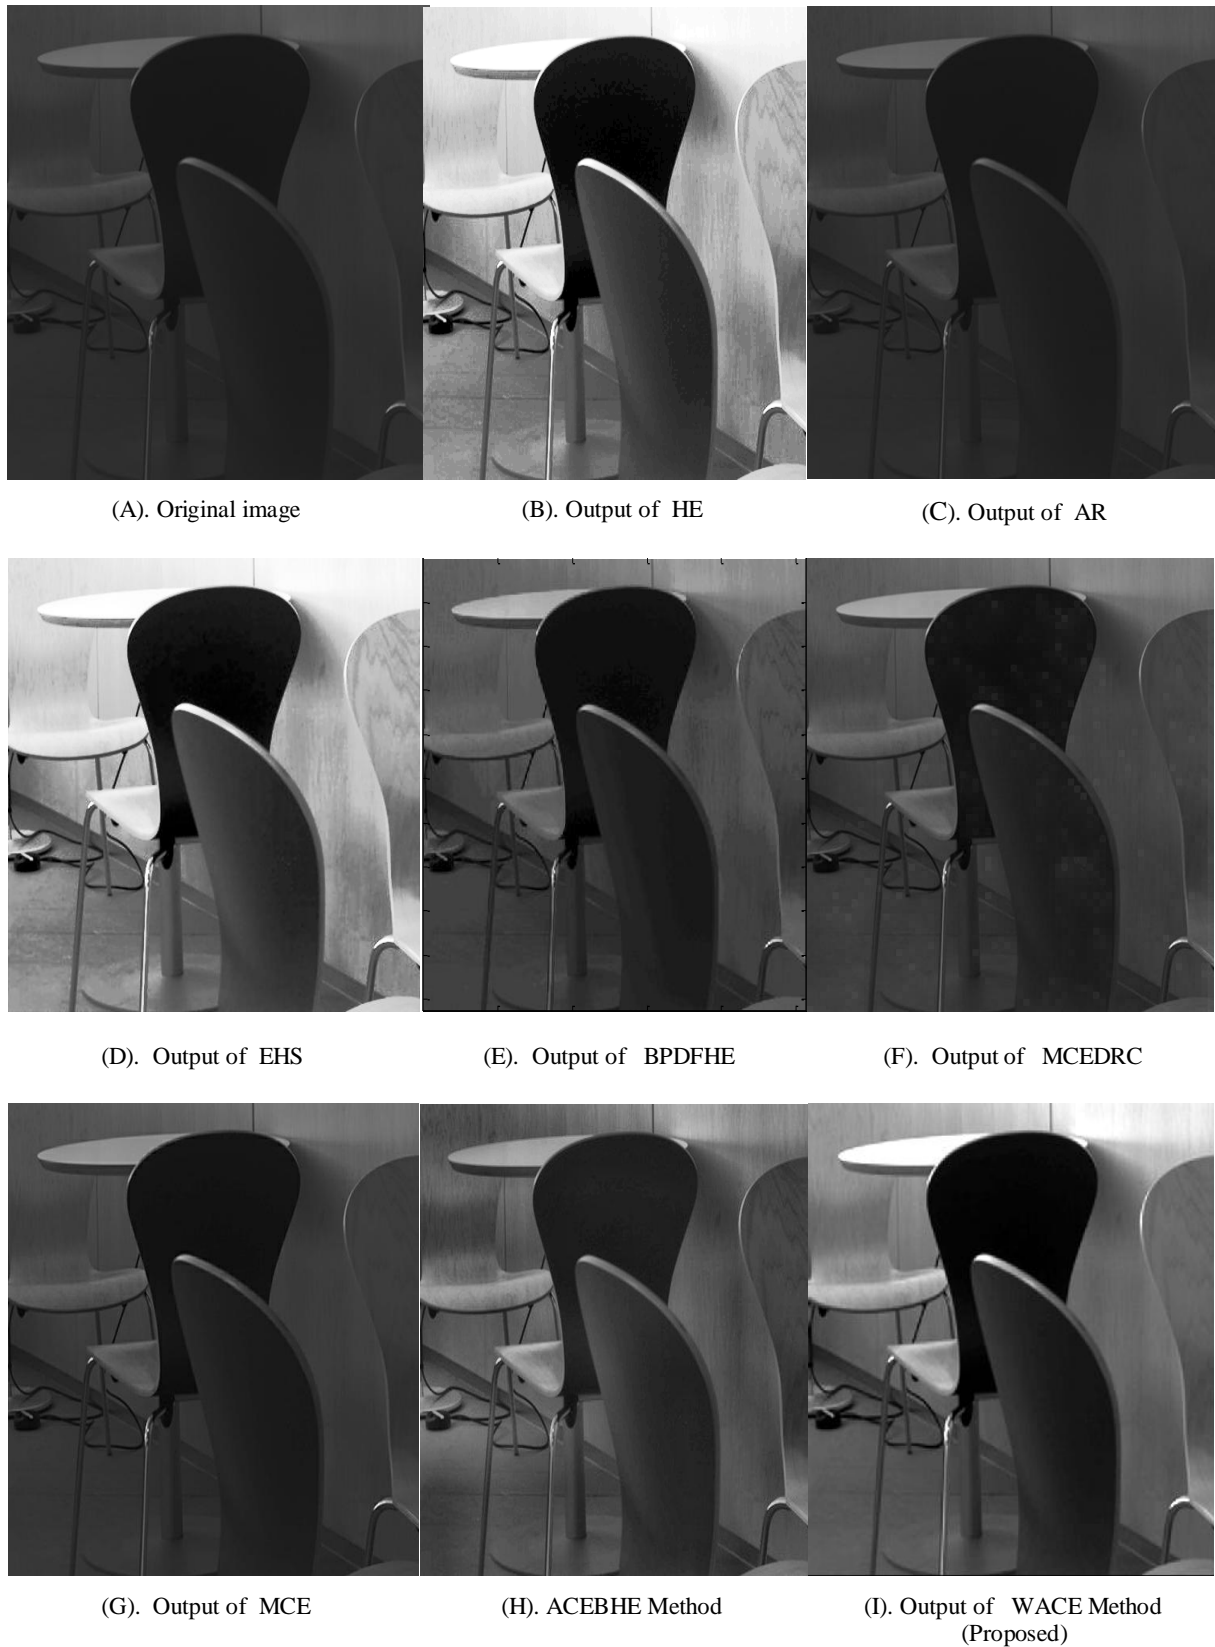 (A). Original image
(B). Output of HE
(C). Output of AR
(D). Output of EHS
(E). Output of BPDFHE
(F). Output of MCEDRC
(G). Output of MCE
(H). ACEBHE Method
(I). Output of WACE Method
(Proposed)